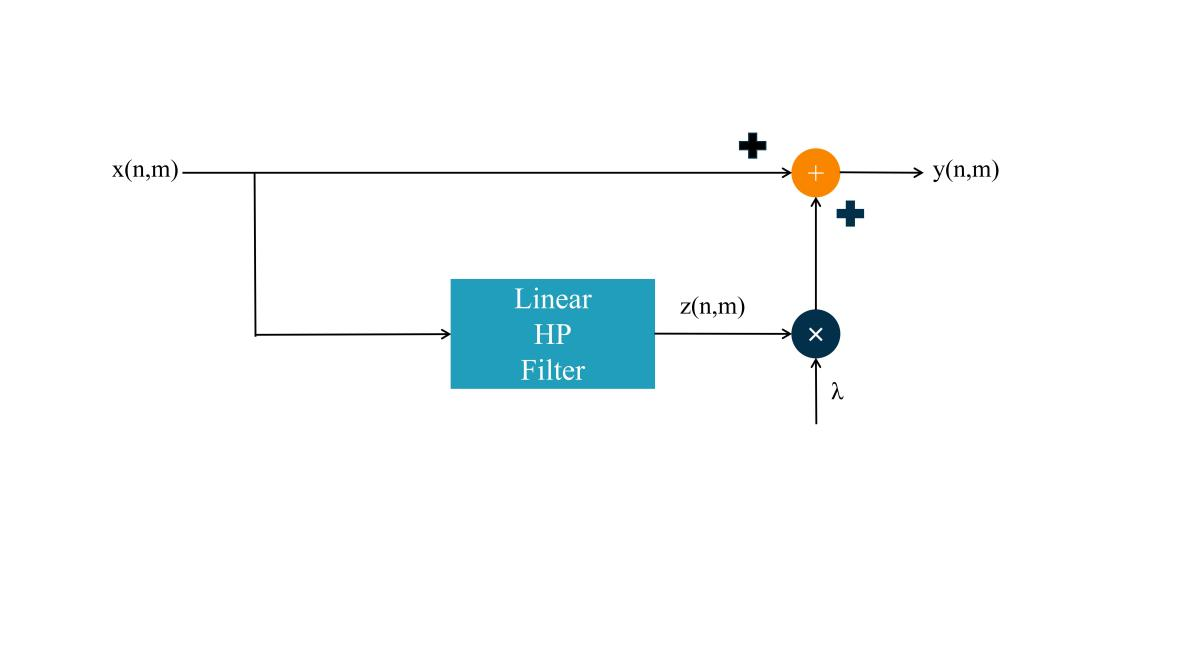 x(n,m)
+
y(n,m)
Linear
HP
Filter
z(n,m)
×
λ